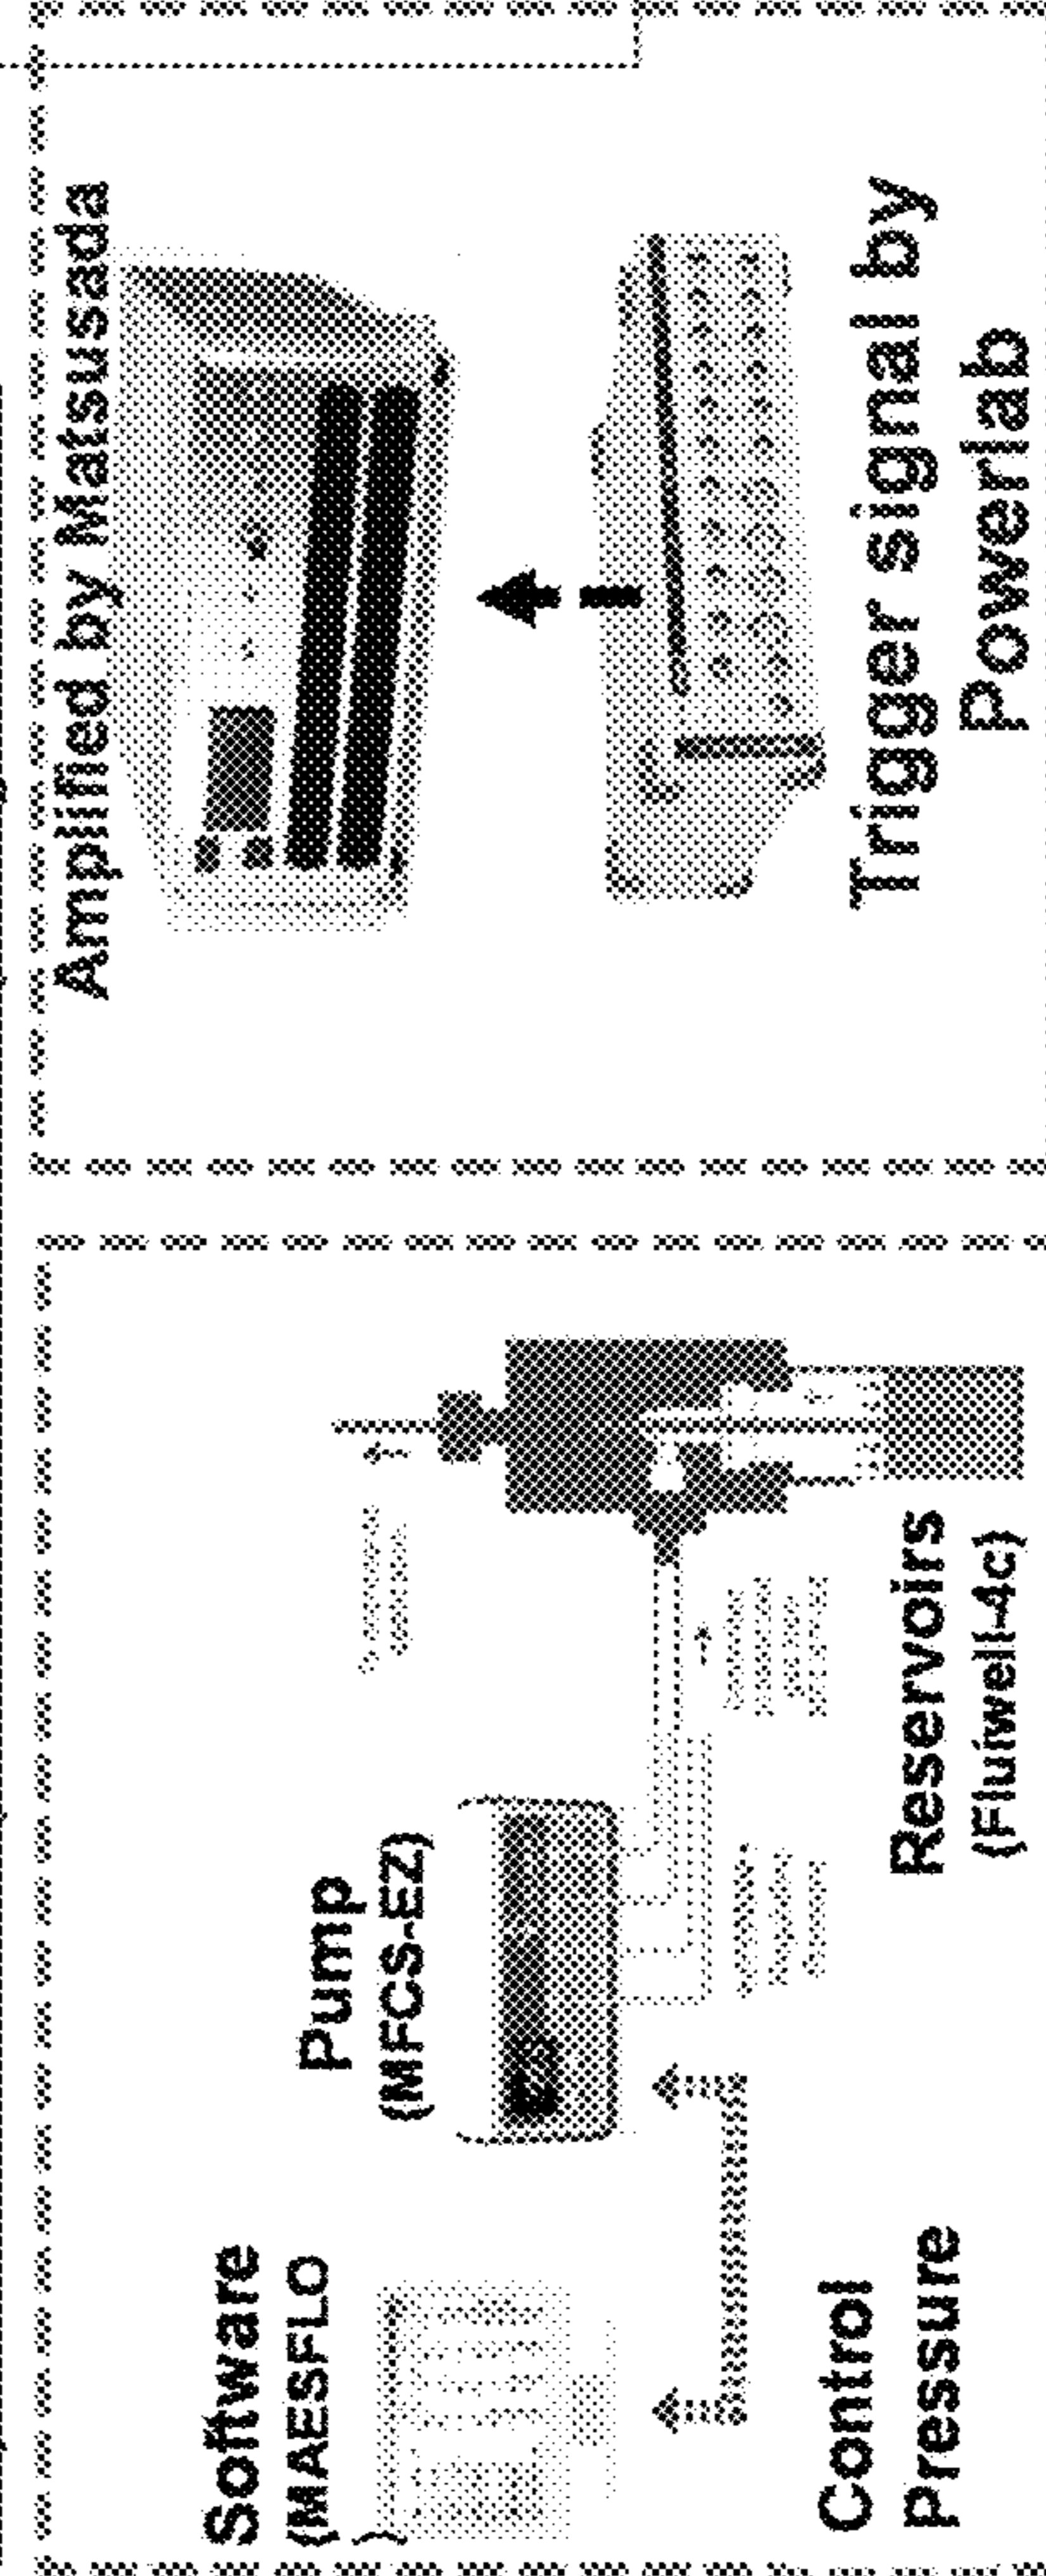 Software
(MAESFLO
)
Pump
(MFCS-EZ)
Control
Pressure
Reservoirs
(Fluiwell-4c)
Amplified by Matsusada
Trigger signal by
Powerlab